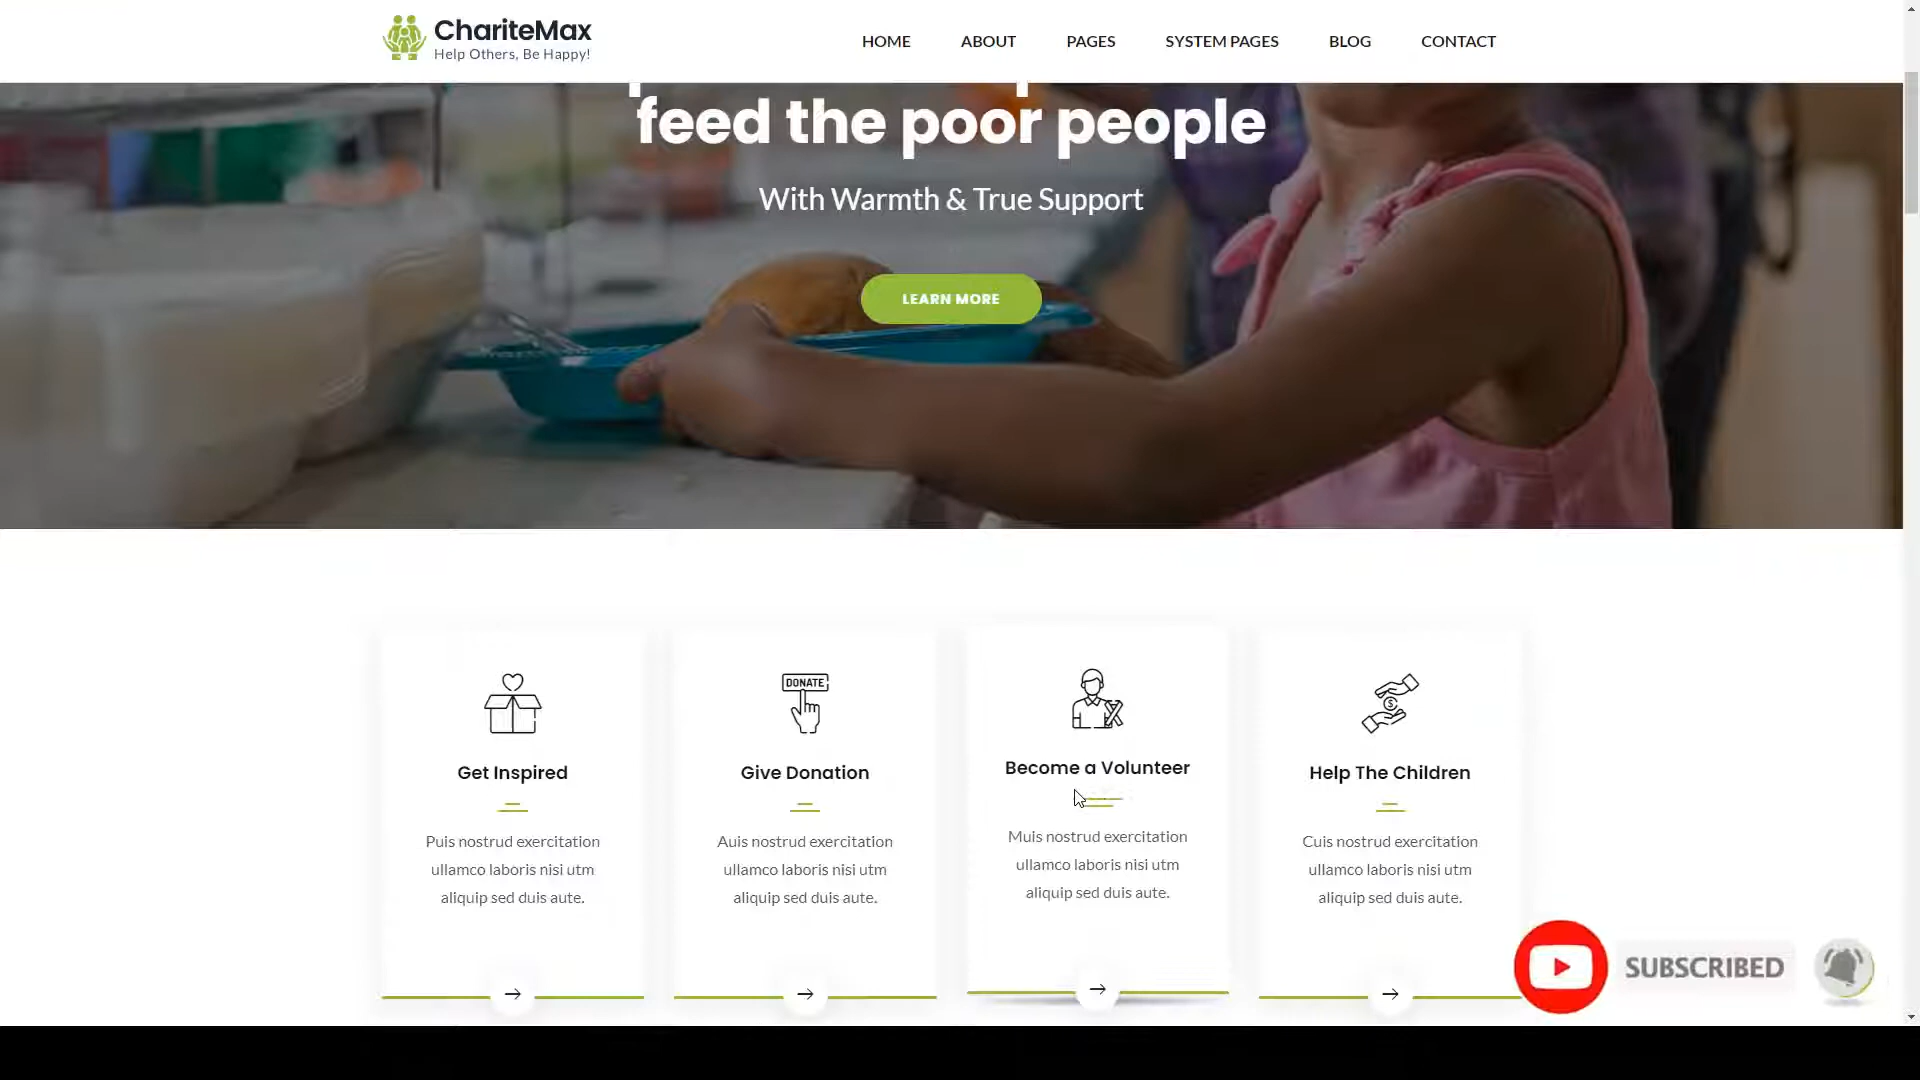 ChariteMax
Help Others, Be Happy!
HOME
ABOUT
PAGES
SYSTEM PAGES
BLOG
CONTACT
feed the poor people
With Warmth & True Support
LEARN MORE
DONATE
Get Inspired
Puis nostrud exercitation
ullamco laboris nisi utm
aliquip sed duis aute.
Give Donation
Auis nostrud exercitation
ullamco laboris nisi utm
aliquip sed duis aute.
Become a Volunteer
Muis nostrud exercitation
ullamco laboris nisi utm
aliquip sed duis aute.
$
Help The Children
Cuis nostrud exercitation
ullamco laboris nisi utm
aliquip sed duis aute.
SUBSCRIBED